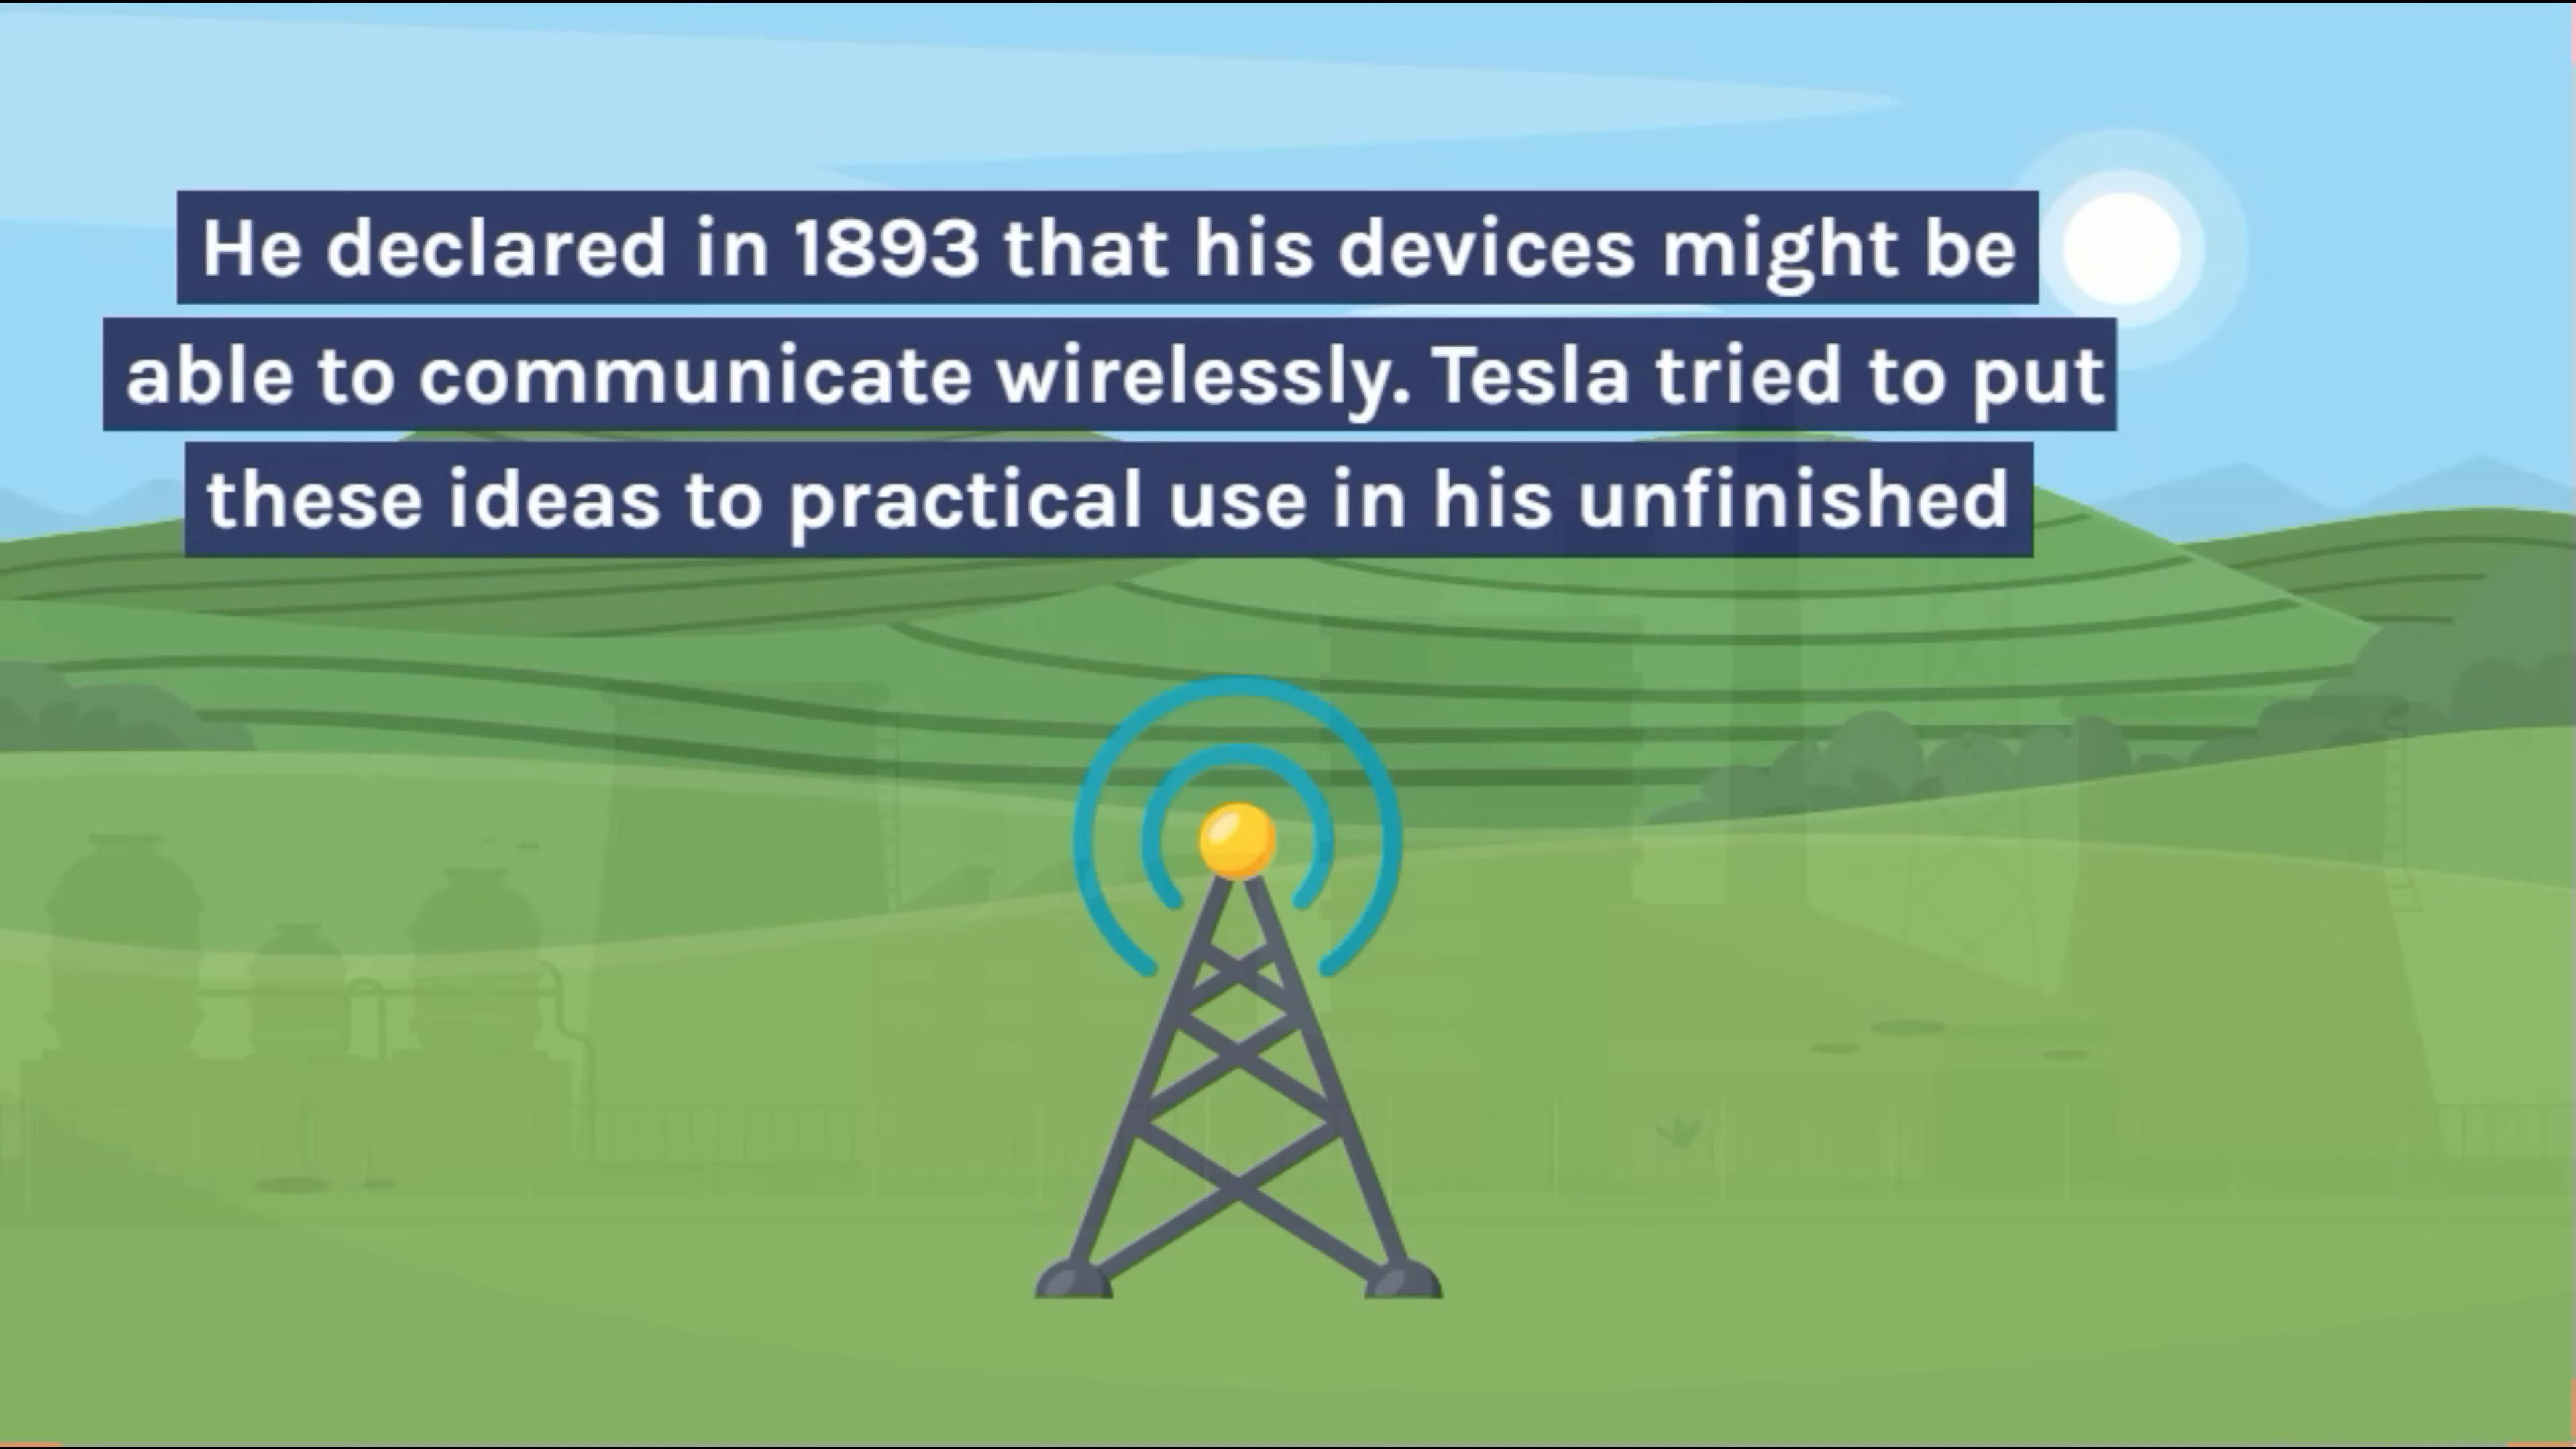 He declared in 1893 that his devices might be
able to communicate wirelessly. Tesla tried to put
these ideas to practical use in his unfinished